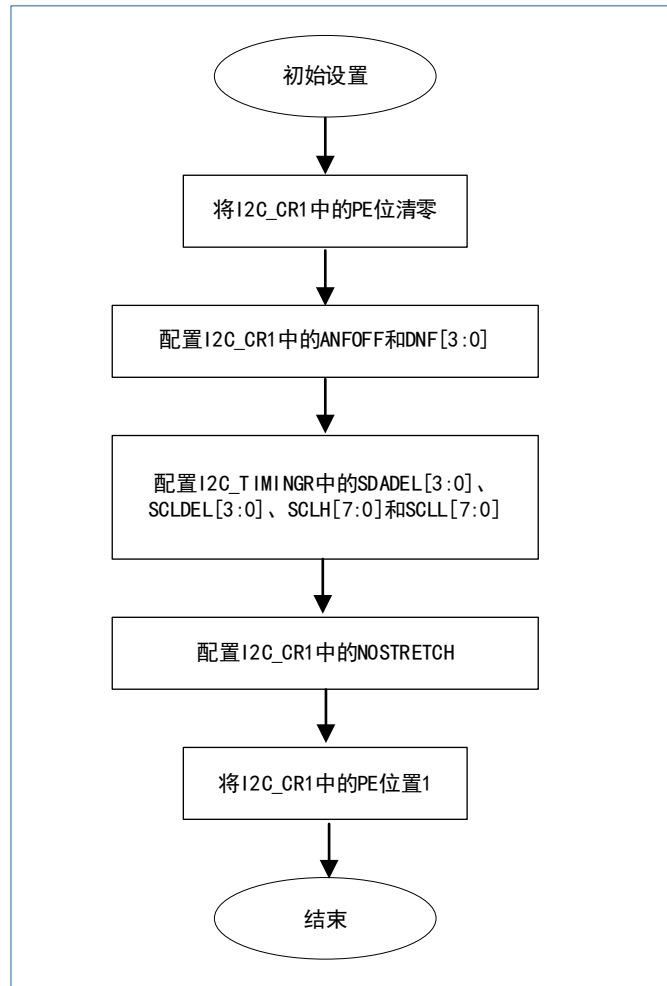 初始设置
将I2C_CR1中的PE位清零
配置I2C_CR1中的ANFOFF和DNF[3:0]
配置I2C_TIMINGR中的SDADEL[3:0]、
SCLDEL[3:0]、SCLH[7:0]和SCLL[7:0]
配置I2C_CR1中的NOSTRETCH
将I2C_CR1中的PE位置1
结束